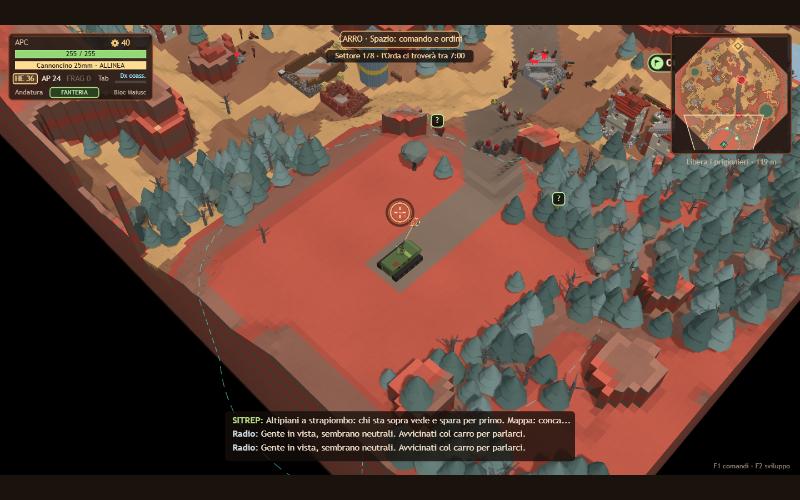 APC 40
255 / 255
Cannoncino 25mm - ALLINEA
HE 36 AP 24 FRAG 0 Tab Dx coass.
Andatura FANTERIA Bloc Maiusc
CARRO · Spazio: comando e ordini
Settore 1/8 · l'Orda ci troverà tra 7:00
?
?
Libera i prigionieri · 119 m
SITREP: Altipiani a strapiombo: chi sta sopra vede e spara per primo. Mappa: conca...
Radio: Gente in vista, sembrano neutrali. Avvicinati col carro per parlarci.
Radio: Gente in vista, sembrano neutrali. Avvicinati col carro per parlarci.
F1 comandi · F2 sviluppo